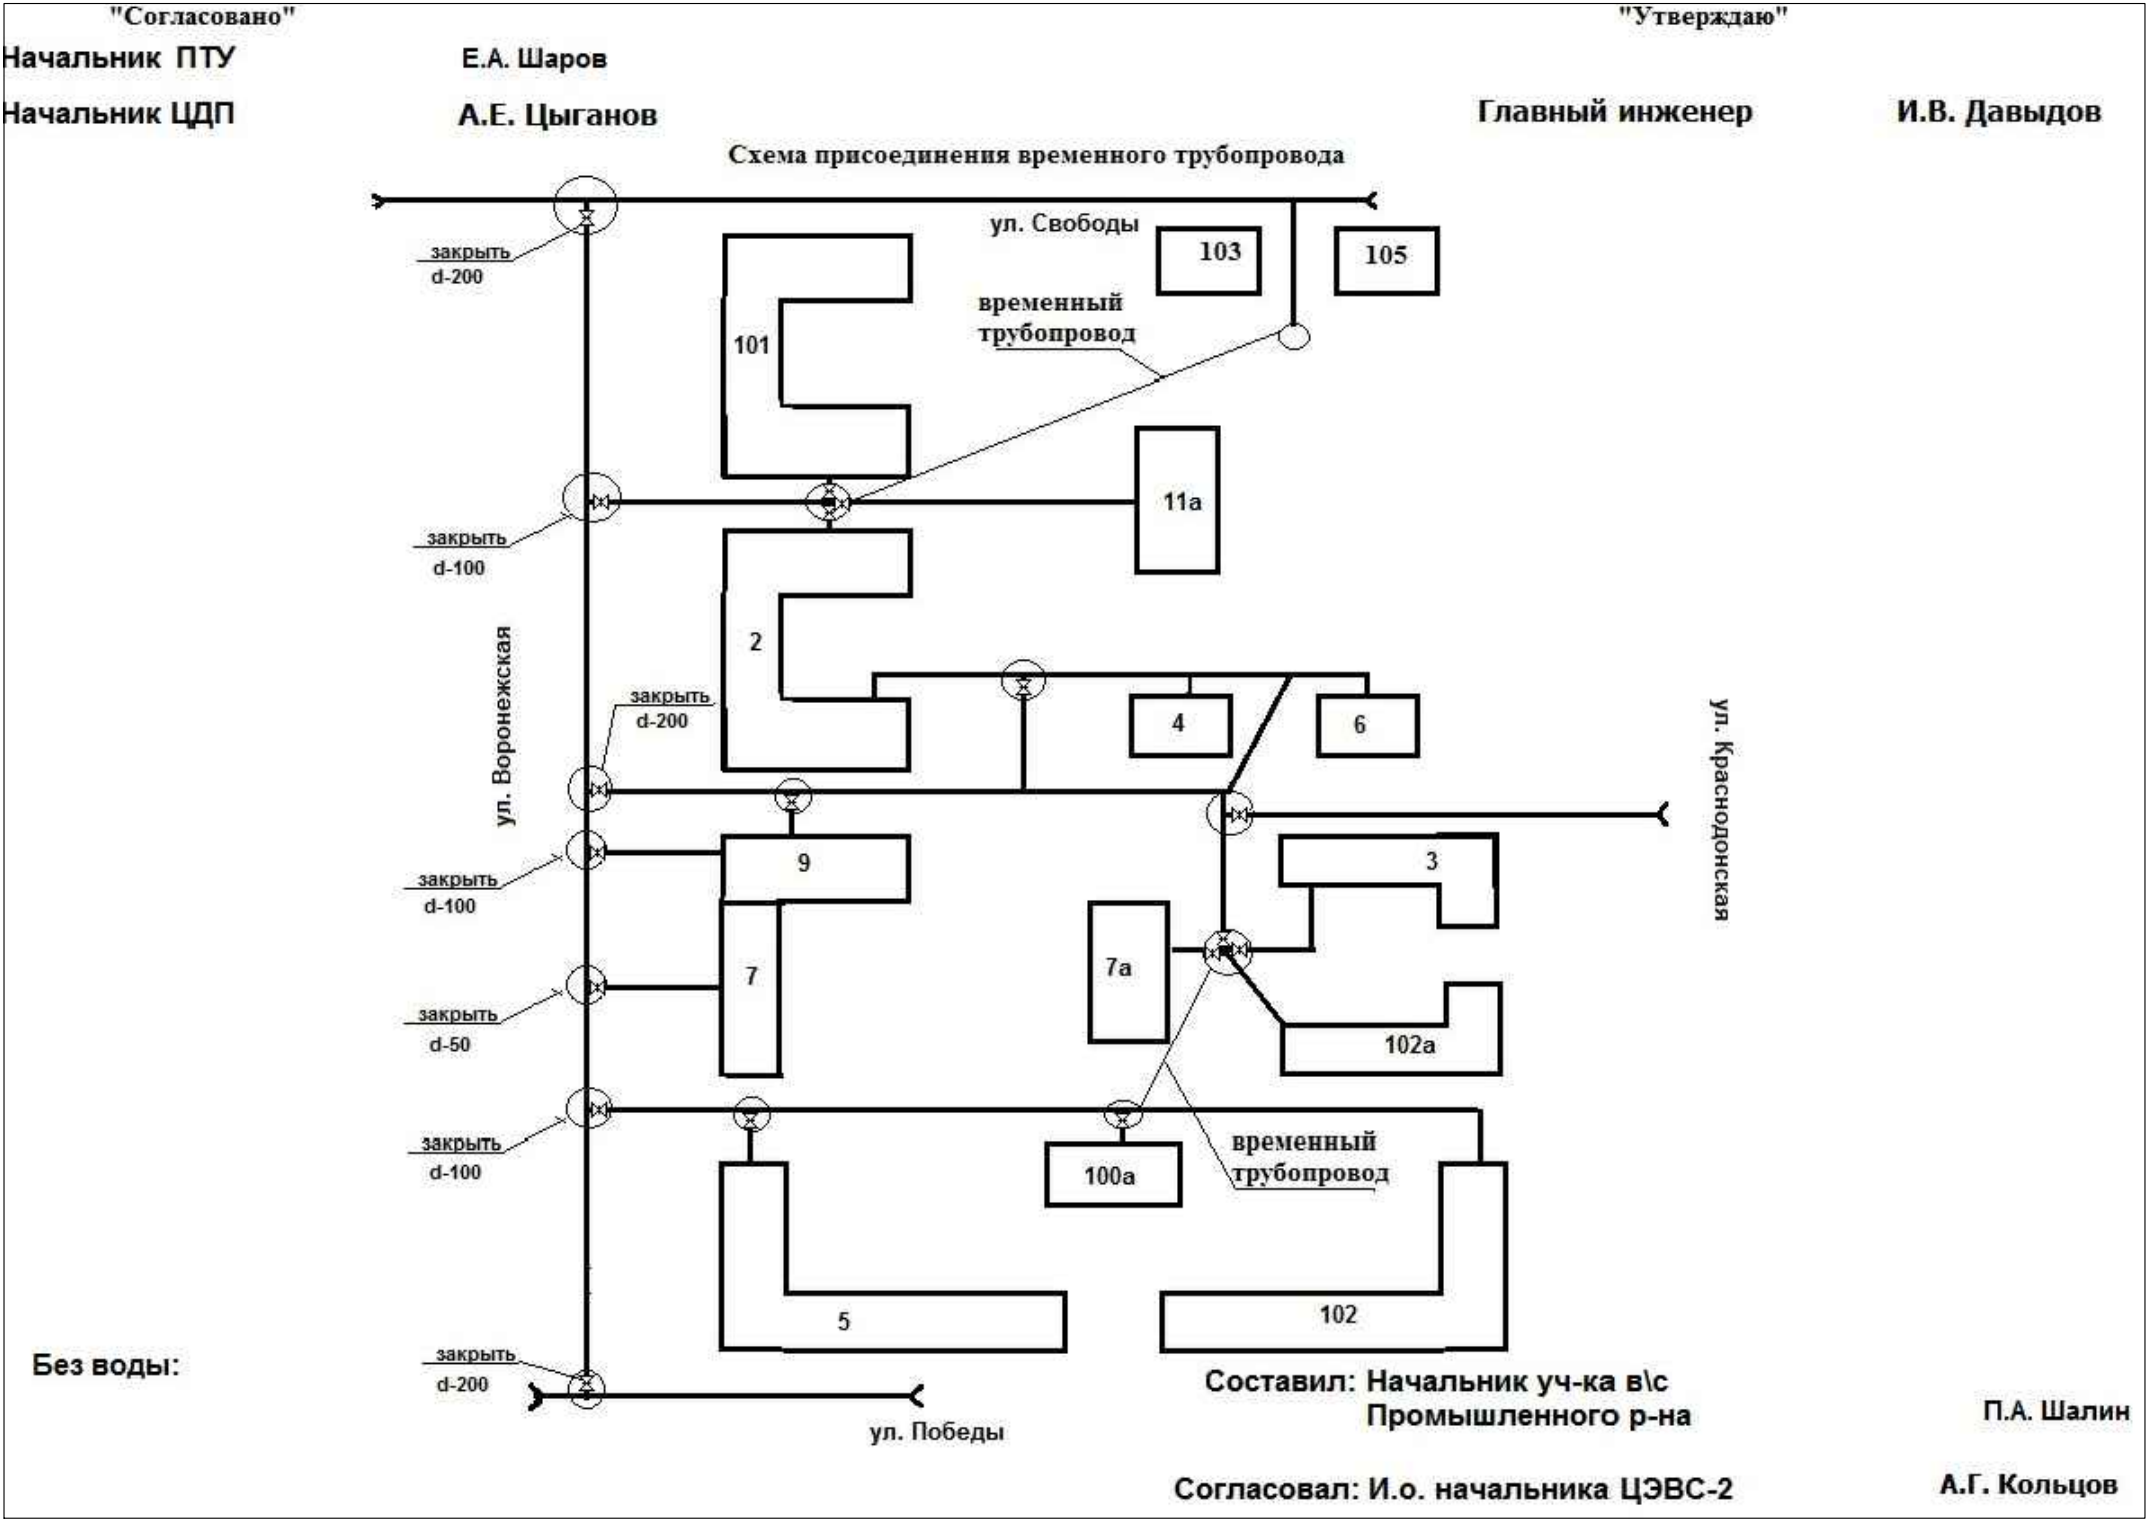 "Согласовано"
"Утверждаю"
Начальник ПТУ
Е.А. Шаров
Начальник ЦДП
А.Е. Цыганов
Главный инженер
И.В. Давыдов
Схема присоединения временного трубопровода
ул. Свободы
закрыть
d-200
103
105
временный
трубопровод
101
11а
закрыть
d-100
2
ул. Воронежская
закрыть
d-200
4
6
ул. Краснодонская
9
3
закрыть
d-100
7
7а
закрыть
d-50
102а
закрыть
d-100
временный
трубопровод
100а
5
102
Без воды:
закрыть
d-200
ул. Победы
Составил: Начальник уч-ка в\с
Промышленного р-на
П.А. Шалин
Согласовал: И.о. начальника ЦЭВС-2
А.Г. Кольцов